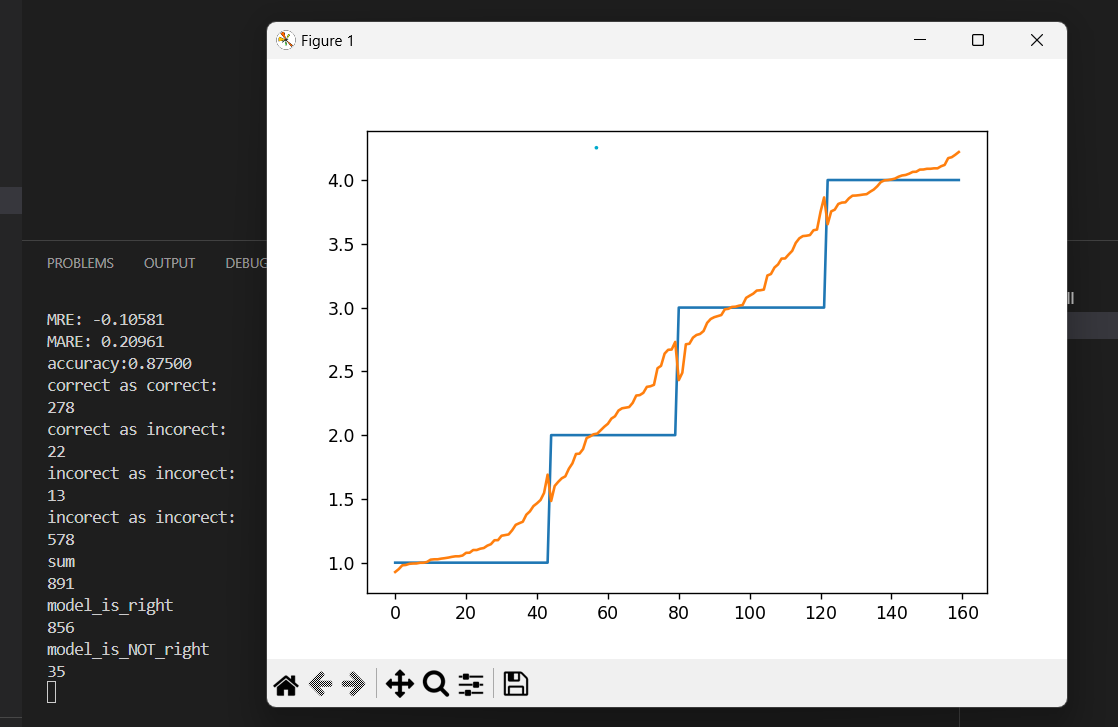 Figure 1
PROBLEMS OUTPUT DEBUG
MRE: -0.10581
MARE: 0.20961
accuracy:0.87500
correct as correct:
278
correct as incorect:
22
incorect as incorect:
13
incorect as incorect:
578
sum
891
model_is_right
856
model_is_NOT_right
35
4.0
3.5
3.0
2.5
2.0
1.5
1.0
0 20 40 60 80 100 120 140 160